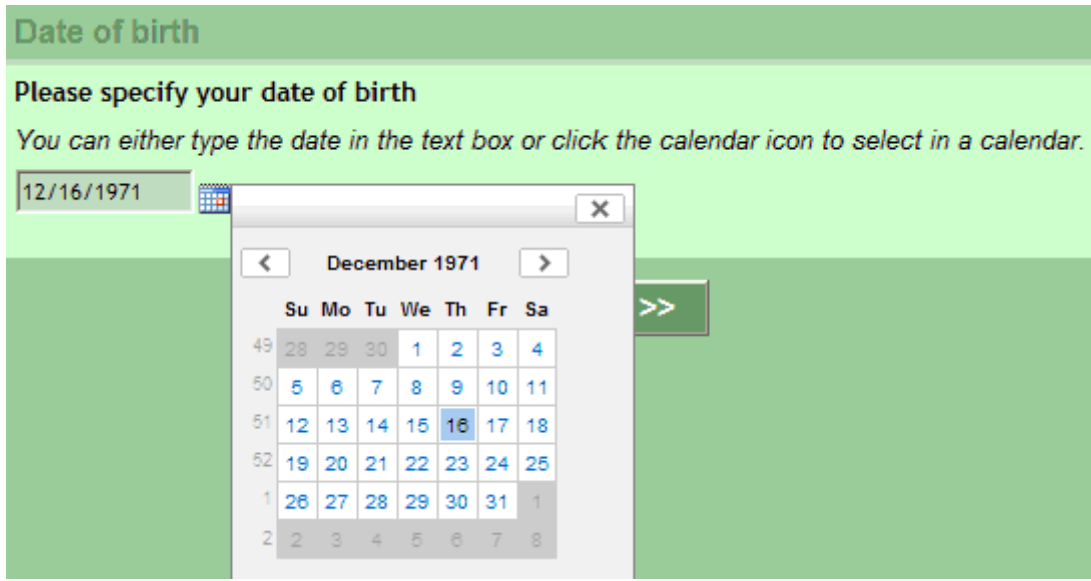 Date of birth
Please specify your date of birth
You can either type the date in the text box or click the calendar icon to select in a calendar.
12/16/1971
December 1971
Su Mo Tu We Th Fr Sa
49 28 29 30 1 2 3 4
50 5 6 7 8 9 10 11
51 12 13 14 15 16 17 18
52 19 20 21 22 23 24 25
1 26 27 28 29 30 31 1
2 2 3 4 5 6 7 8
>>